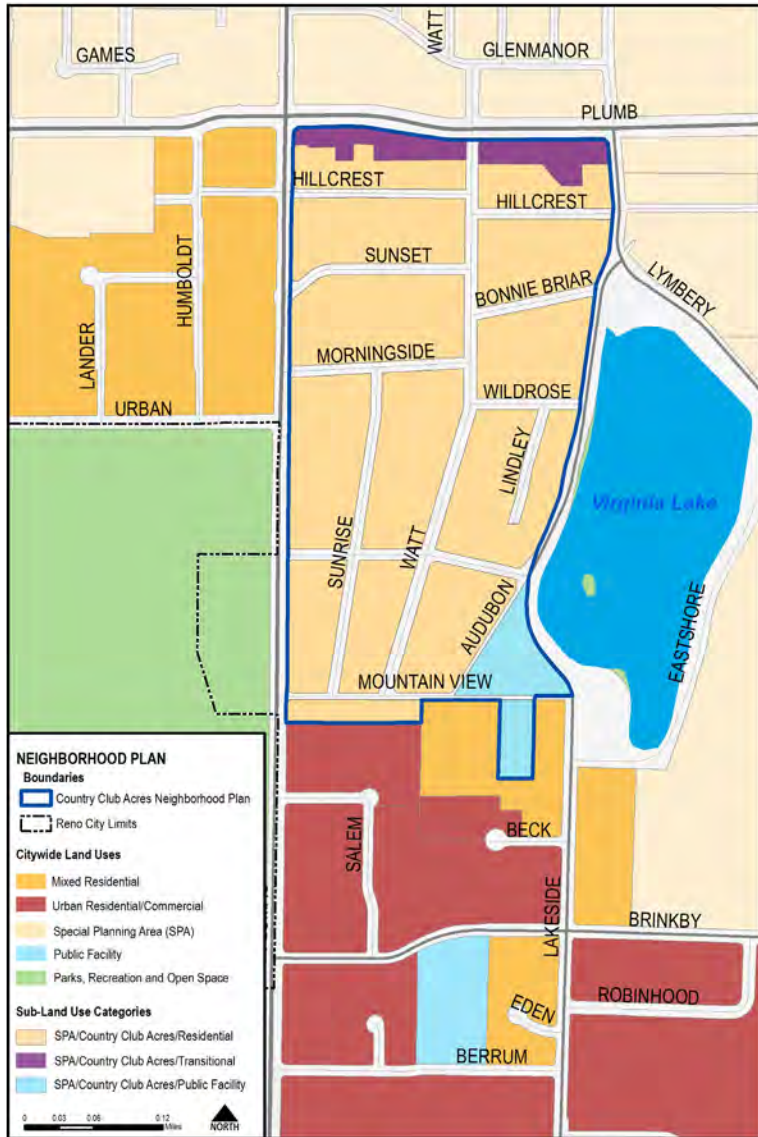 GAMES
WATT
GLENMANOR
PLUMB
HILLCREST
HILLCREST
SUNSET
LYMBERY
BONNIE BRIAR
HUMBOLDT
LANDER
MORNINGSIDE
WILDROSE
URBAN
LINDLEY
Virginia Lake
SUNRISE
WATT
AUDUBON
EASTSHORE
MOUNTAIN VIEW
NEIGHBORHOOD PLAN
Boundaries
Country Club Acres Neighborhood Plan
Reno City Limits
Citywide Land Uses
Mixed Residential
Urban Residential/Commercial
Special Planning Area (SPA)
Public Facility
Parks, Recreation and Open Space
Sub-Land Use Categories
SPA/Country Club Acres/Residential
SPA/Country Club Acres/Transitional
SPA/Country Club Acres/Public Facility
0 0.03 0.06 0.12
Miles
NORTH
SALEM
BECK
LAKESIDE
BRINKBY
ROBINHOOD
EDEN
BERRUM